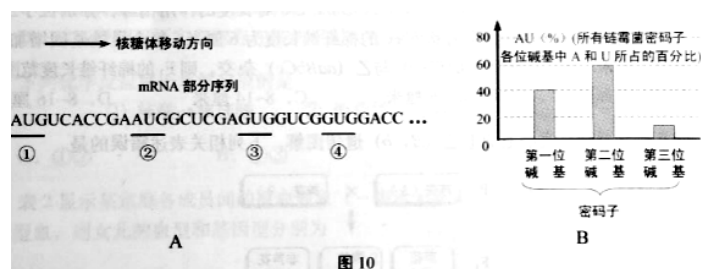 核糖体移动方向
mRNA 部分序列
AUGUCACCGAAUGGCUCGAGUGGUCGGUGGACC …
① ② ③ ④
A
AU（%）(所有链霉菌密码子
各位碱基中 A 和 U 所占的百分比)
80
60
40
20
0
第一位 第二位 第三位
碱 基 碱 基 碱 基
密码子
B
图10